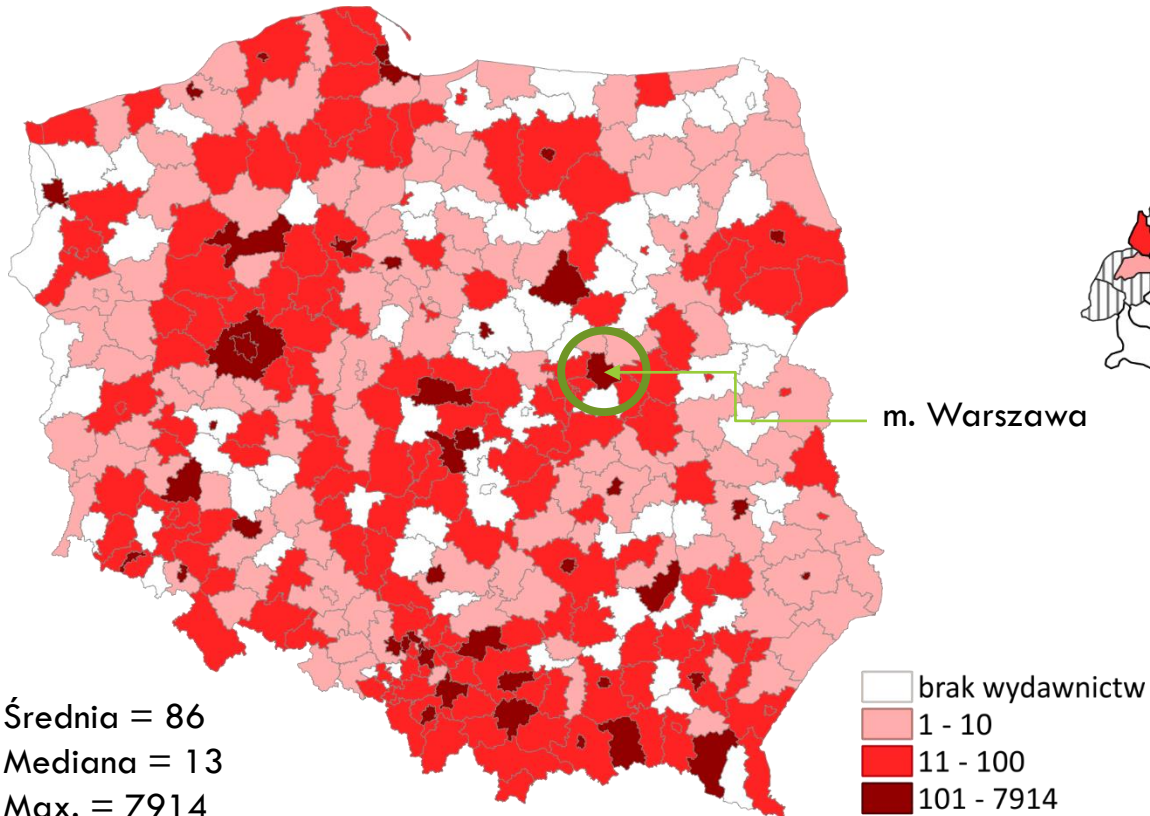 m. Warszawa
Średnia = 86
Mediana = 13
Max. = 7914
brak wydawnictw
1 - 10
11 - 100
101 - 7914